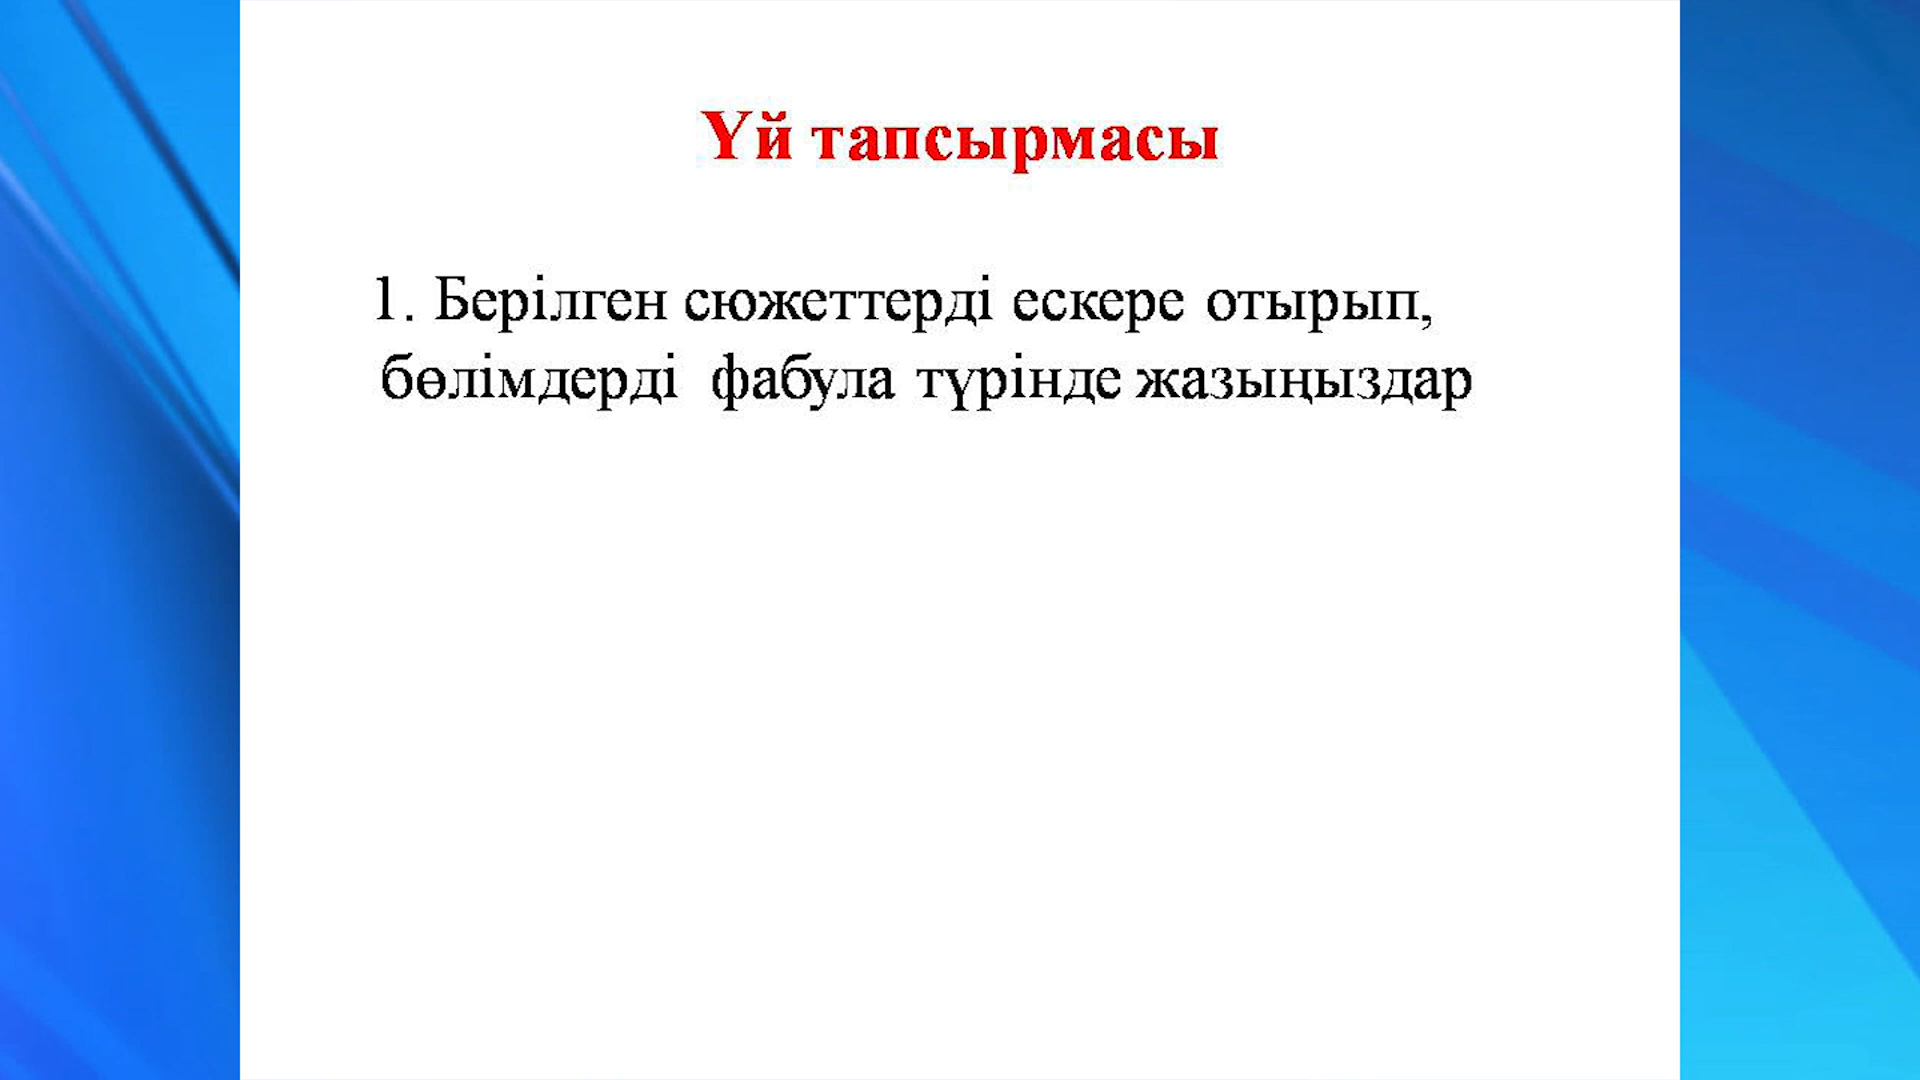 Үй тапсырмасы
1. Берілген сюжеттерді ескере отырып,
бөлімдерді фабула түрінде жазыңыздар